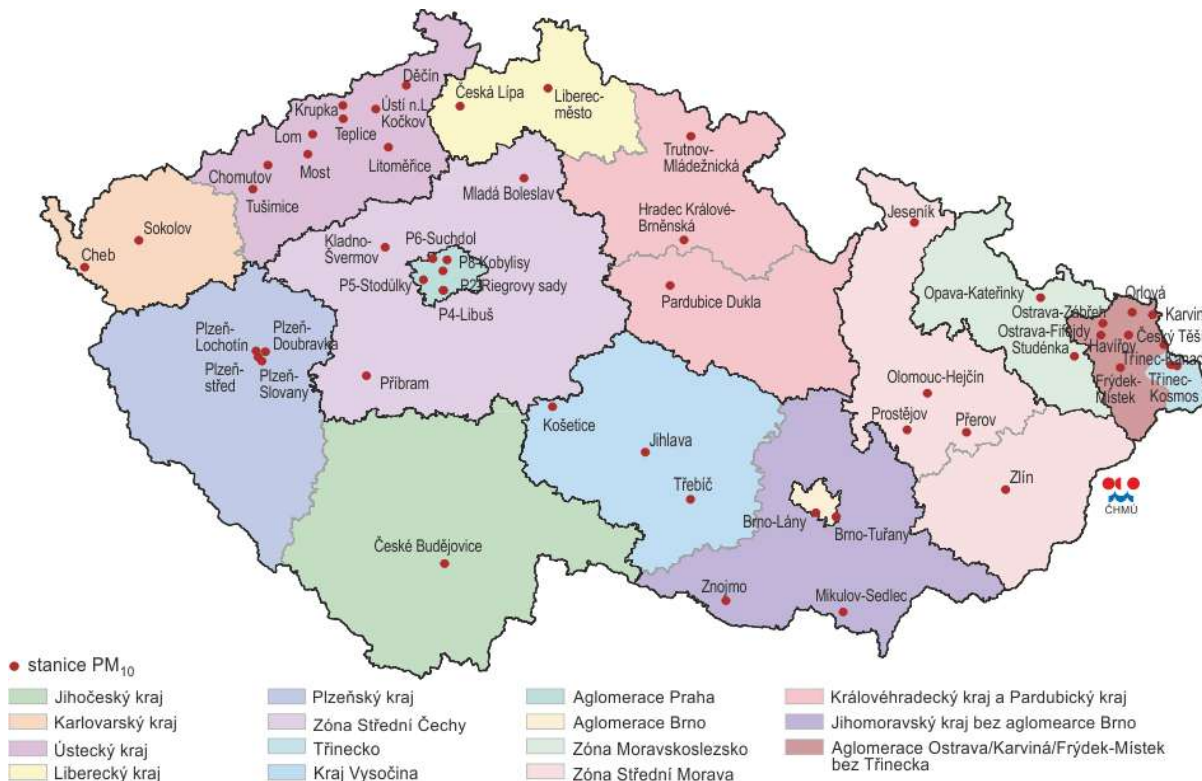 Děčín
Krupka
Ústí n.L
Kočkov
Teplice
Lom
Litoměřice
Most
Chomutov
Tušimice
Česká Lípa
Liberec-
město
Trutnov-
Mládežnická
Mladá Boleslav
Hradec Králové-
Brněnská
Jeseník
Sokolov
Cheb
Kladno-
Švermov
P6-Suchdol
P8-Kobylisy
P5-Stodůlky
P2-Riegrovy sady
P4-Libuš
Pardubice Dukla
Opava-Kateřinky
Orlová
Ostrava-Zábřeh
Karvin
Ostrava-Fifejdy
Český Těš
Studénka
Havířov
Třinec-Kanad
Frýdek-
Místek
Třinec-
Kosmos
Plzeň-
Lochotín
Plzeň-
Doubravka
Plzeň-
střed
Plzeň-
Slovany
Příbram
Olomouc-Hejčín
Prostějov
Přerov
Košetice
Jihlava
Třebíč
Zlín
ČHMÚ
Brno-Lány
Brno-Tuřany
České Budějovice
Znojmo
Mikulov-Sedlec
stanice PM10
Jihočeský kraj
Karlovarský kraj
Ústecký kraj
Liberecký kraj
Plzeňský kraj
Zóna Střední Čechy
Třinecko
Kraj Vysočina
Aglomerace Praha
Aglomerace Brno
Zóna Moravskoslezsko
Zóna Střední Morava
Královéhradecký kraj a Pardubický kraj
Jihomoravský kraj bez aglomearce Brno
Aglomerace Ostrava/Karviná/Frýdek-Místek
bez Třinecka